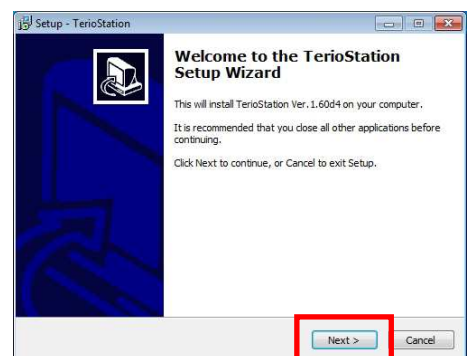 Setup - TerioStation
Welcome to the TerioStation
Setup Wizard
This will install TerioStation Ver.1.60d4 on your computer.
It is recommended that you close all other applications before
continuing.
Click Next to continue, or Cancel to exit Setup.
Next >
Cancel